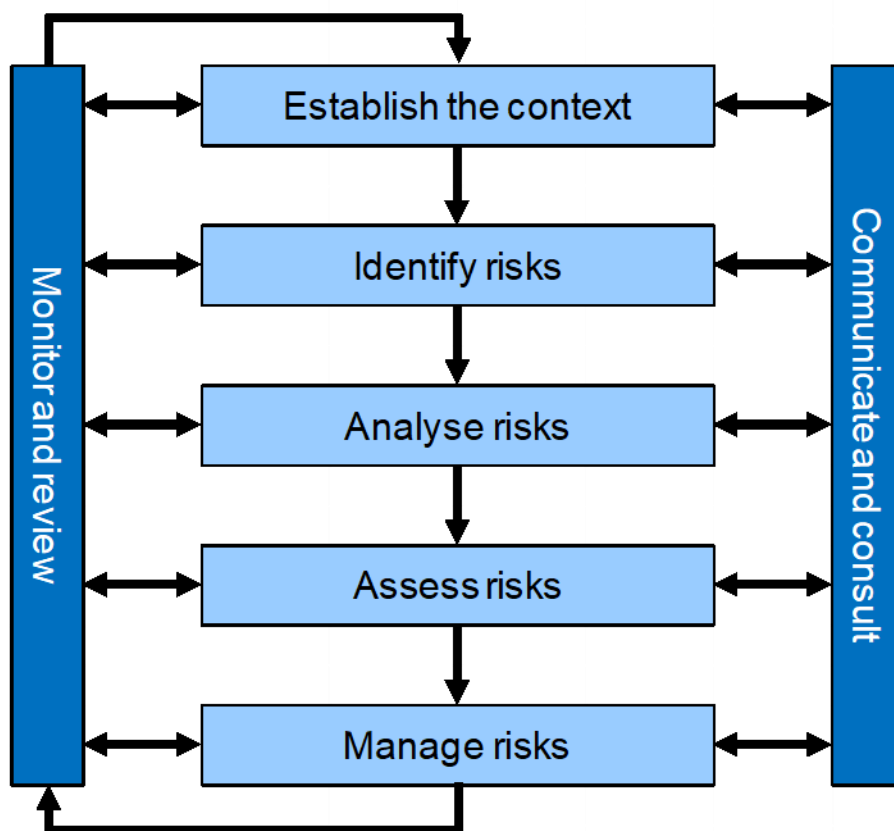 Establish the context
Identify risks
Analyse risks
Assess risks
Manage risks
Monitor and review
Communicate and consult